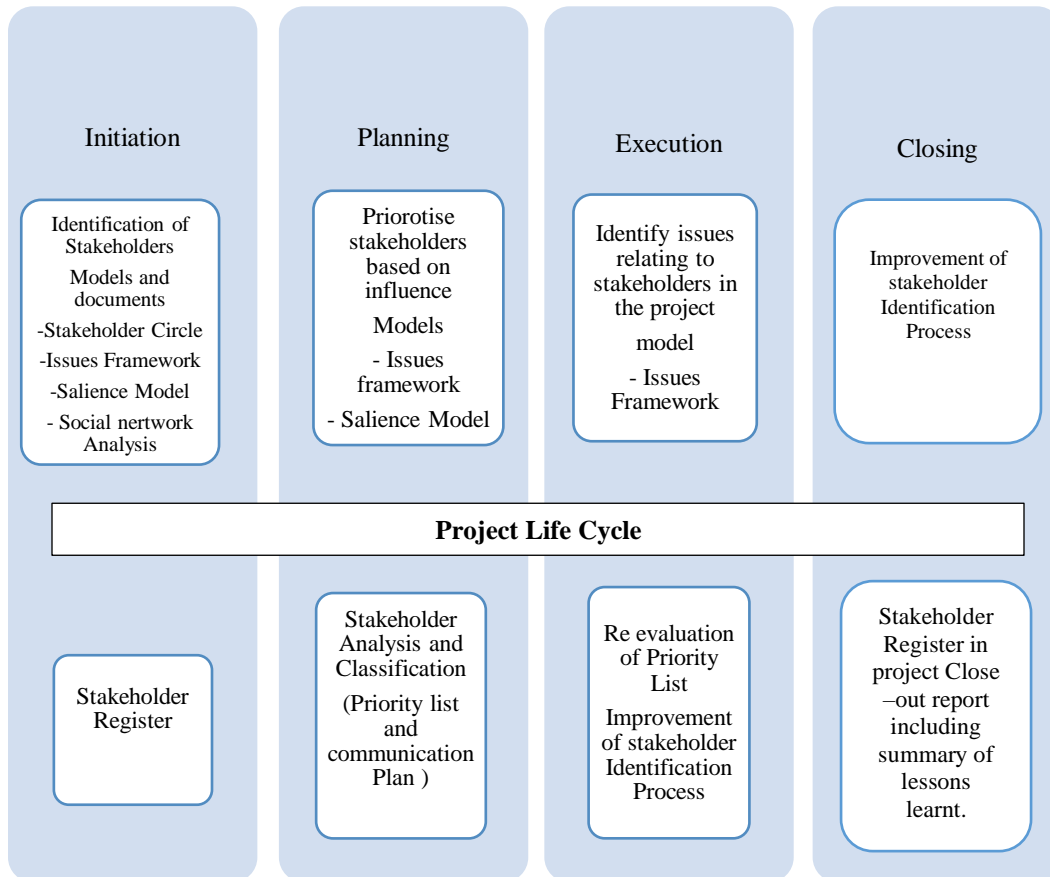 Initiation
Identification of
Stakeholders
Models and
documents
-Stakeholder Circle
-Issues Framework
-Salience Model
- Social nertwork
Analysis
Planning
Priorotise
stakeholders
based on
influence
Models
- Issues
framework
- Salience Model
Execution
Identify issues
relating to
stakeholders in
the project
model
- Issues
Framework
Closing
Improvement of
stakeholder
Identification
Process
Project Life Cycle
Stakeholder
Register
Stakeholder
Analysis and
Classification
(Priority list
and
communication
Plan )
Re evaluation
of Priority
List
Improvement
of stakeholder
Identification
Process
Stakeholder
Register in
project Close
–out report
including
summary of
lessons
learnt.